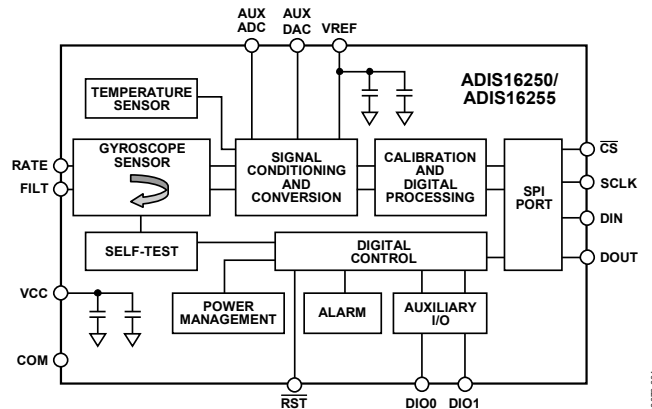 AUX
ADC
AUX
DAC
VREF
ADIS16250/
ADIS16255
TEMPERATURE
SENSOR
RATE
FILT
GYROSCOPE
SENSOR
SIGNAL
CONDITIONING
AND
CONVERSION
CALIBRATION
AND
DIGITAL
PROCESSING
SPI
PORT
CS
SCLK
DIN
DOUT
SELF-TEST
DIGITAL
CONTROL
VCC
POWER
MANAGEMENT
ALARM
AUXILIARY
I/O
COM
RST
DIO0
DIO1